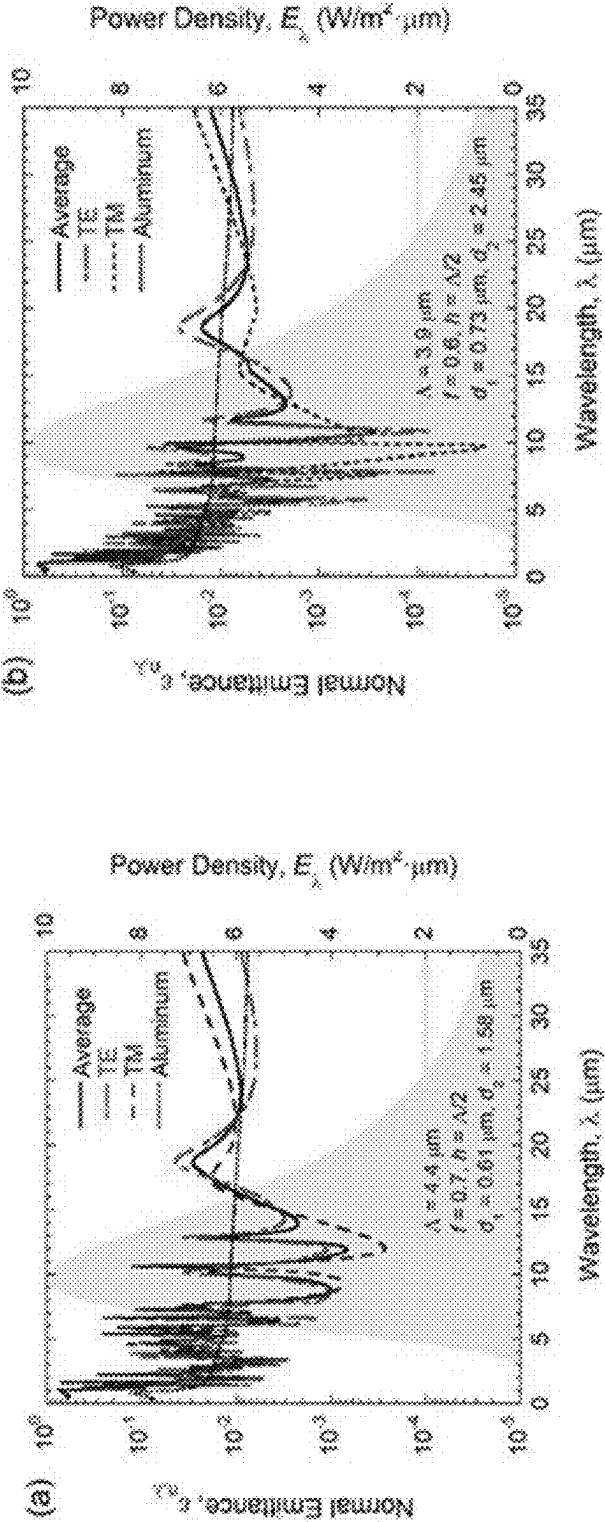 (a)
Normal Emittance, ε n,λ
10⁰
10⁻¹
10⁻²
10⁻³
10⁻⁴
10⁻⁵
Average
TE
TM
Aluminum
Λ = 4.4 μm
f = 0.7, h = Λ/2
d₁ = 0.61 μm, d₂ = 1.58 μm
0 5 10 15 20 25 30 35
Wavelength, λ (μm)
10
8
6
4
2
0
Power Density, E λ (W/m²·μm)
(b)
Normal Emittance, ε n,λ
10⁰
10⁻¹
10⁻²
10⁻³
10⁻⁴
10⁻⁵
Average
TE
TM
Aluminum
Λ = 3.9 μm
f = 0.6, h = Λ/2
d₁ = 0.73 μm, d₂ = 2.45 μm
0 5 10 15 20 25 30 35
Wavelength, λ (μm)
10
8
6
4
2
0
Power Density, E λ (W/m²·μm)